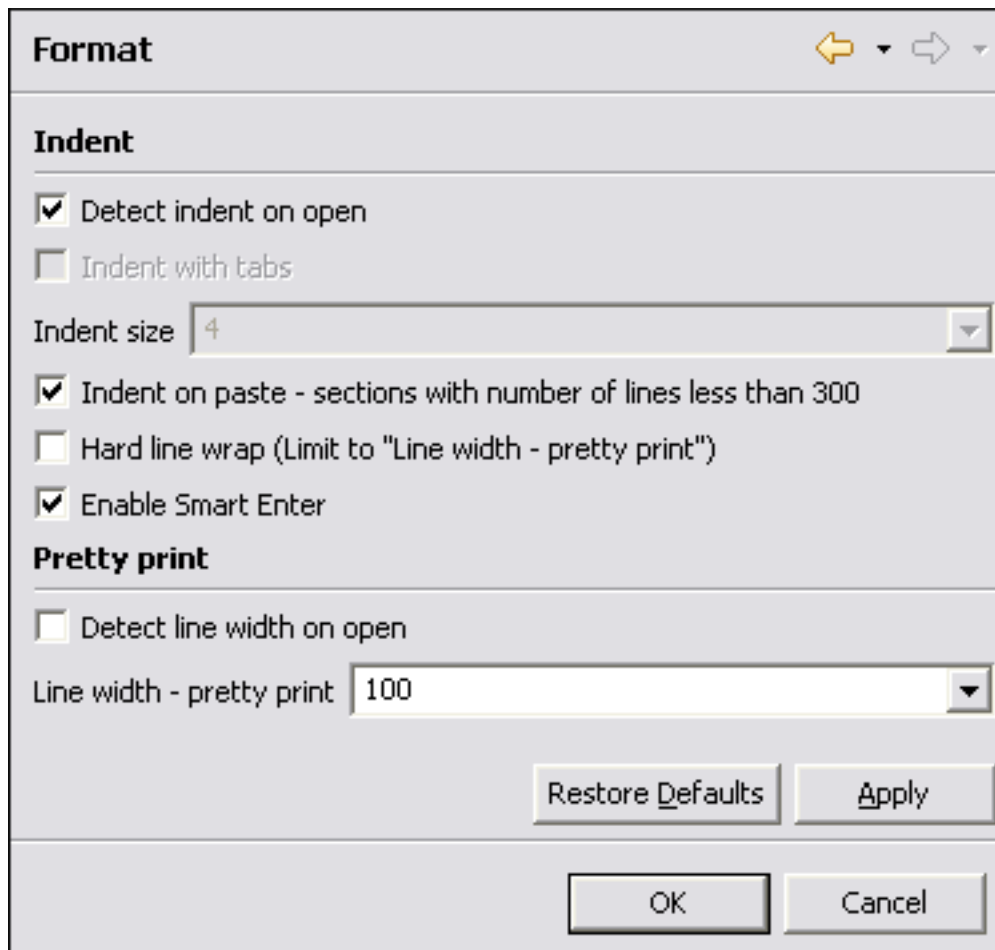 Format
Indent
Detect indent on open
Indent with tabs
Indent size 4
Indent on paste - sections with number of lines less than 300
Hard line wrap (Limit to "Line width - pretty print")
Enable Smart Enter
Pretty print
Detect line width on open
Line width - pretty print 100
Restore Defaults Apply
OK Cancel